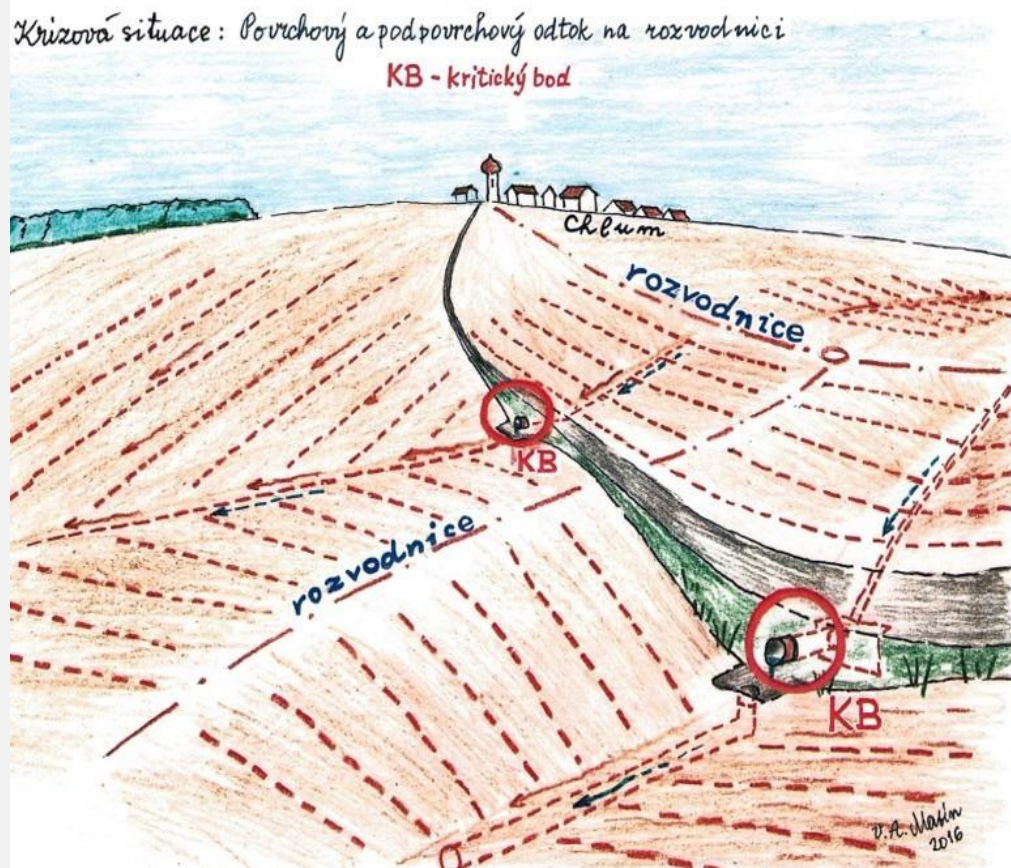 Krizová situace: Povrchový a podpovrchový odtok na rozvodnici
KB - kritický bod
Chlum
rozvodnice
KB
rozvodnice
KB
V. A. Mašín
2016